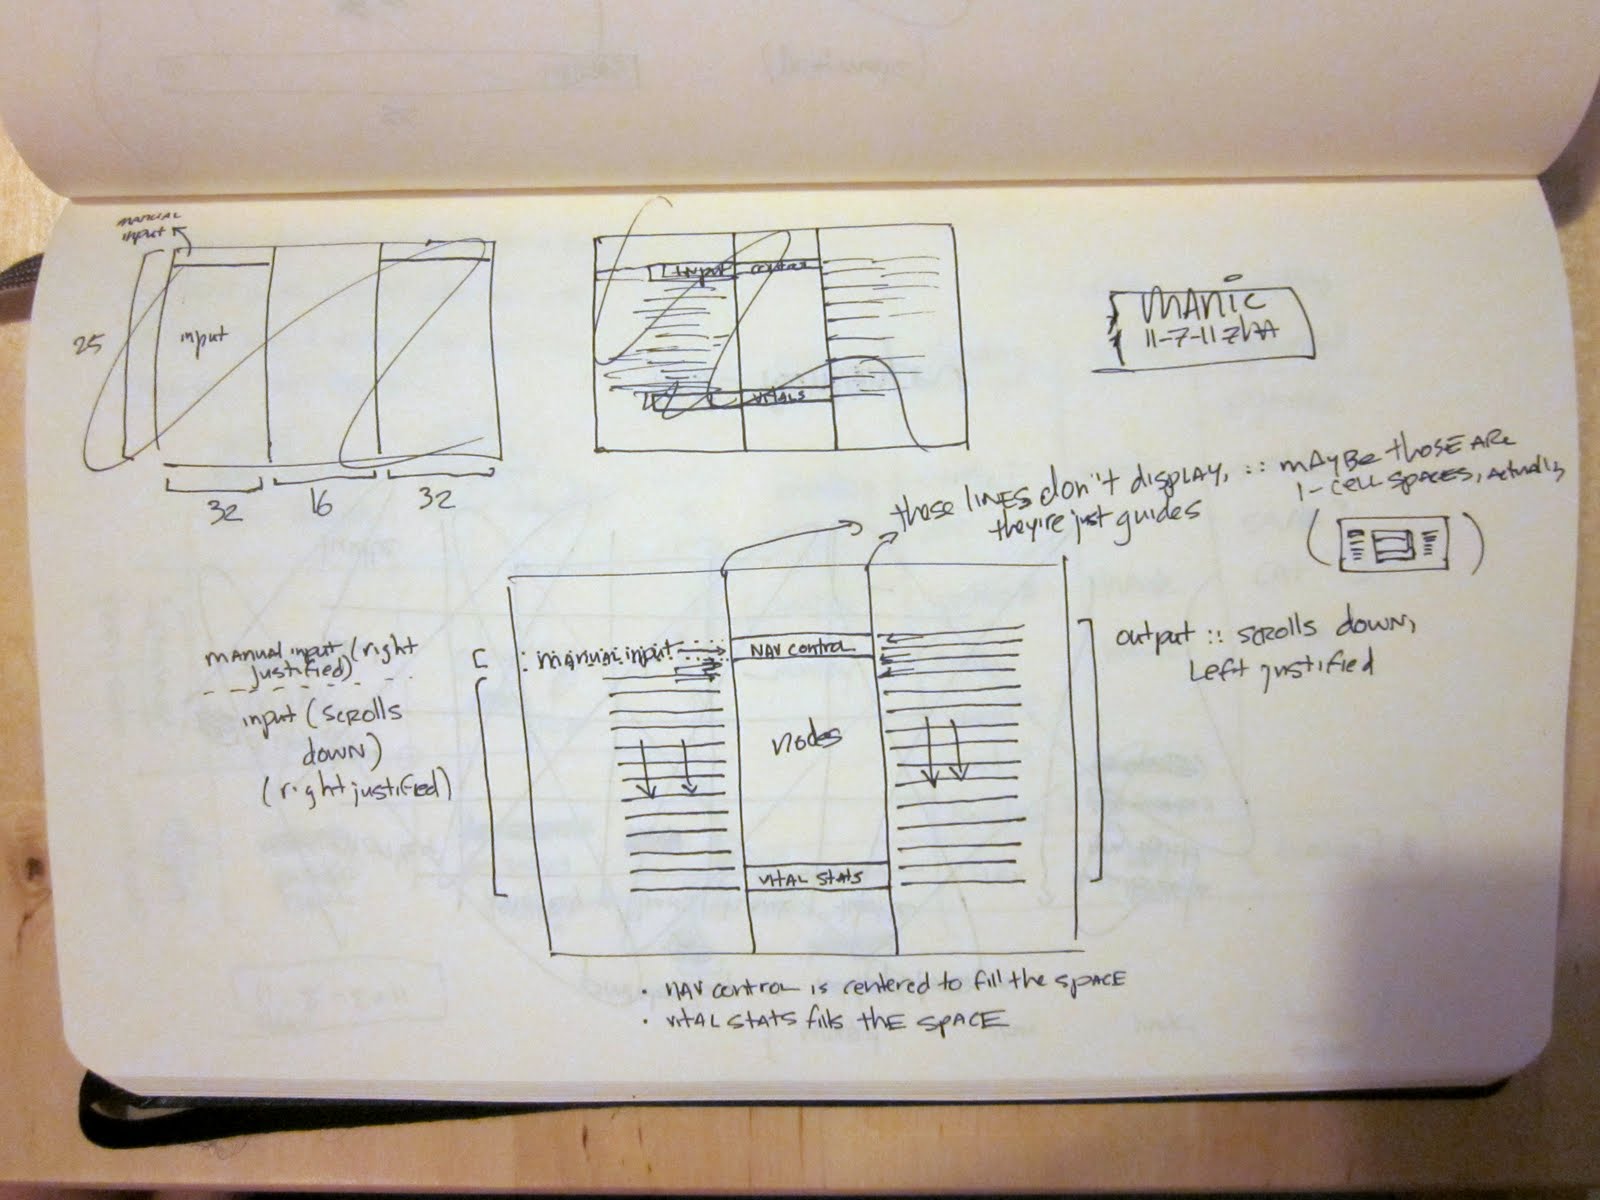 manual
input
25
input
32
16
32
input
control
vitals
manic
11-7-11
those lines don't display,
they're just guides
:: maybe those are
1-cell spaces, actually
manual input (right
justified)
input (scrolls
down)
(right justified)
manual input
nav control
nodes
vital stats
output :: scrolls down,
left justified
• nav control is centered to fill the space
• vital stats fills the space